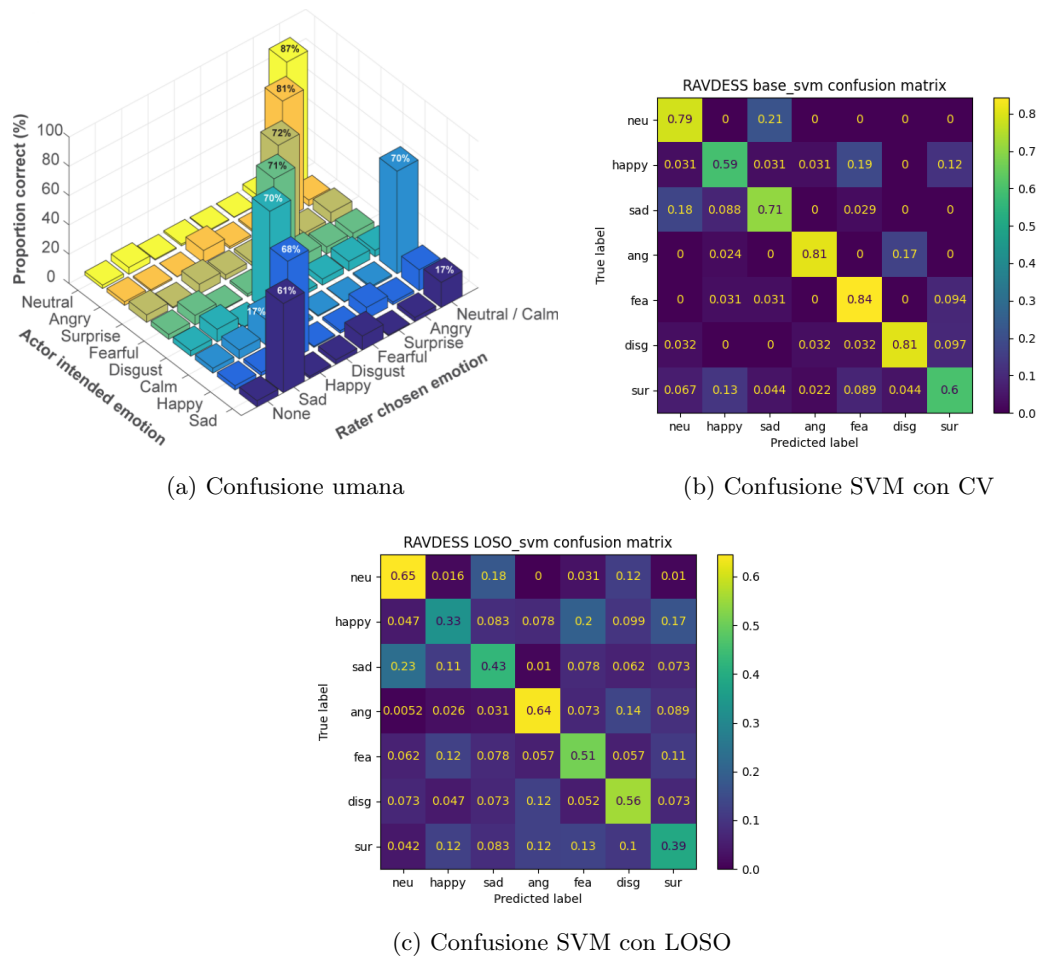 Proportion correct (%)
100
80
60
40
20
0
87%
81%
72%
71%
70%
70%
68%
61%
17%
17%
Neutral
Angry
Surprise
Fearful
Disgust
Calm
Happy
Sad
Actor intended emotion
None
Sad
Happy
Disgust
Fearful
Surprise
Angry
Neutral / Calm
Rater chosen emotion
(a) Confusione umana
RAVDESS base_svm confusion matrix
True label
neu 0.79 0 0.21 0 0 0 0
happy 0.031 0.59 0.031 0.031 0.19 0 0.12
sad 0.18 0.088 0.71 0 0.029 0 0
ang 0 0.024 0 0.81 0 0.17 0
fea 0 0.031 0.031 0 0.84 0 0.094
disg 0.032 0 0 0.032 0.032 0.81 0.097
sur 0.067 0.13 0.044 0.022 0.089 0.044 0.6
neu happy sad ang fea disg sur
Predicted label
0.8
0.7
0.6
0.5
0.4
0.3
0.2
0.1
0.0
(b) Confusione SVM con CV
RAVDESS LOSO_svm confusion matrix
True label
neu 0.65 0.016 0.18 0 0.031 0.12 0.01
happy 0.047 0.33 0.083 0.078 0.2 0.099 0.17
sad 0.23 0.11 0.43 0.01 0.078 0.062 0.073
ang 0.0052 0.026 0.031 0.64 0.073 0.14 0.089
fea 0.062 0.12 0.078 0.057 0.51 0.057 0.11
disg 0.073 0.047 0.073 0.12 0.052 0.56 0.073
sur 0.042 0.12 0.083 0.12 0.13 0.1 0.39
neu happy sad ang fea disg sur
Predicted label
0.6
0.5
0.4
0.3
0.2
0.1
0.0
(c) Confusione SVM con LOSO